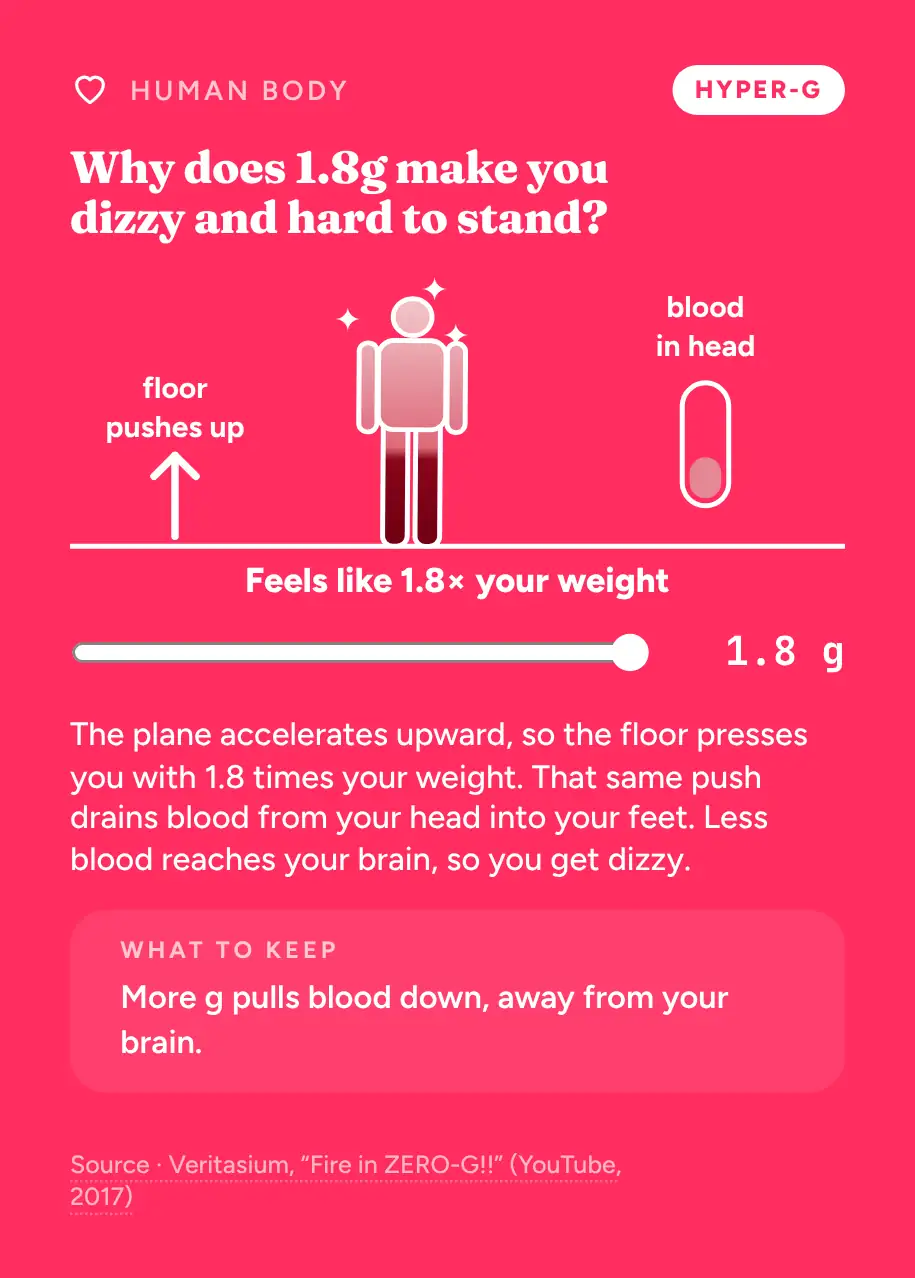 HUMAN BODY
HYPER-G
Why does 1.8g make you
dizzy and hard to stand?
blood
in head
floor
pushes up
Feels like 1.8× your weight
1.8 g
The plane accelerates upward, so the floor presses
you with 1.8 times your weight. That same push
drains blood from your head into your feet. Less
blood reaches your brain, so you get dizzy.
WHAT TO KEEP
More g pulls blood down, away from your
brain.
Source · Veritasium, “Fire in ZERO-G!!” (YouTube,
2017)